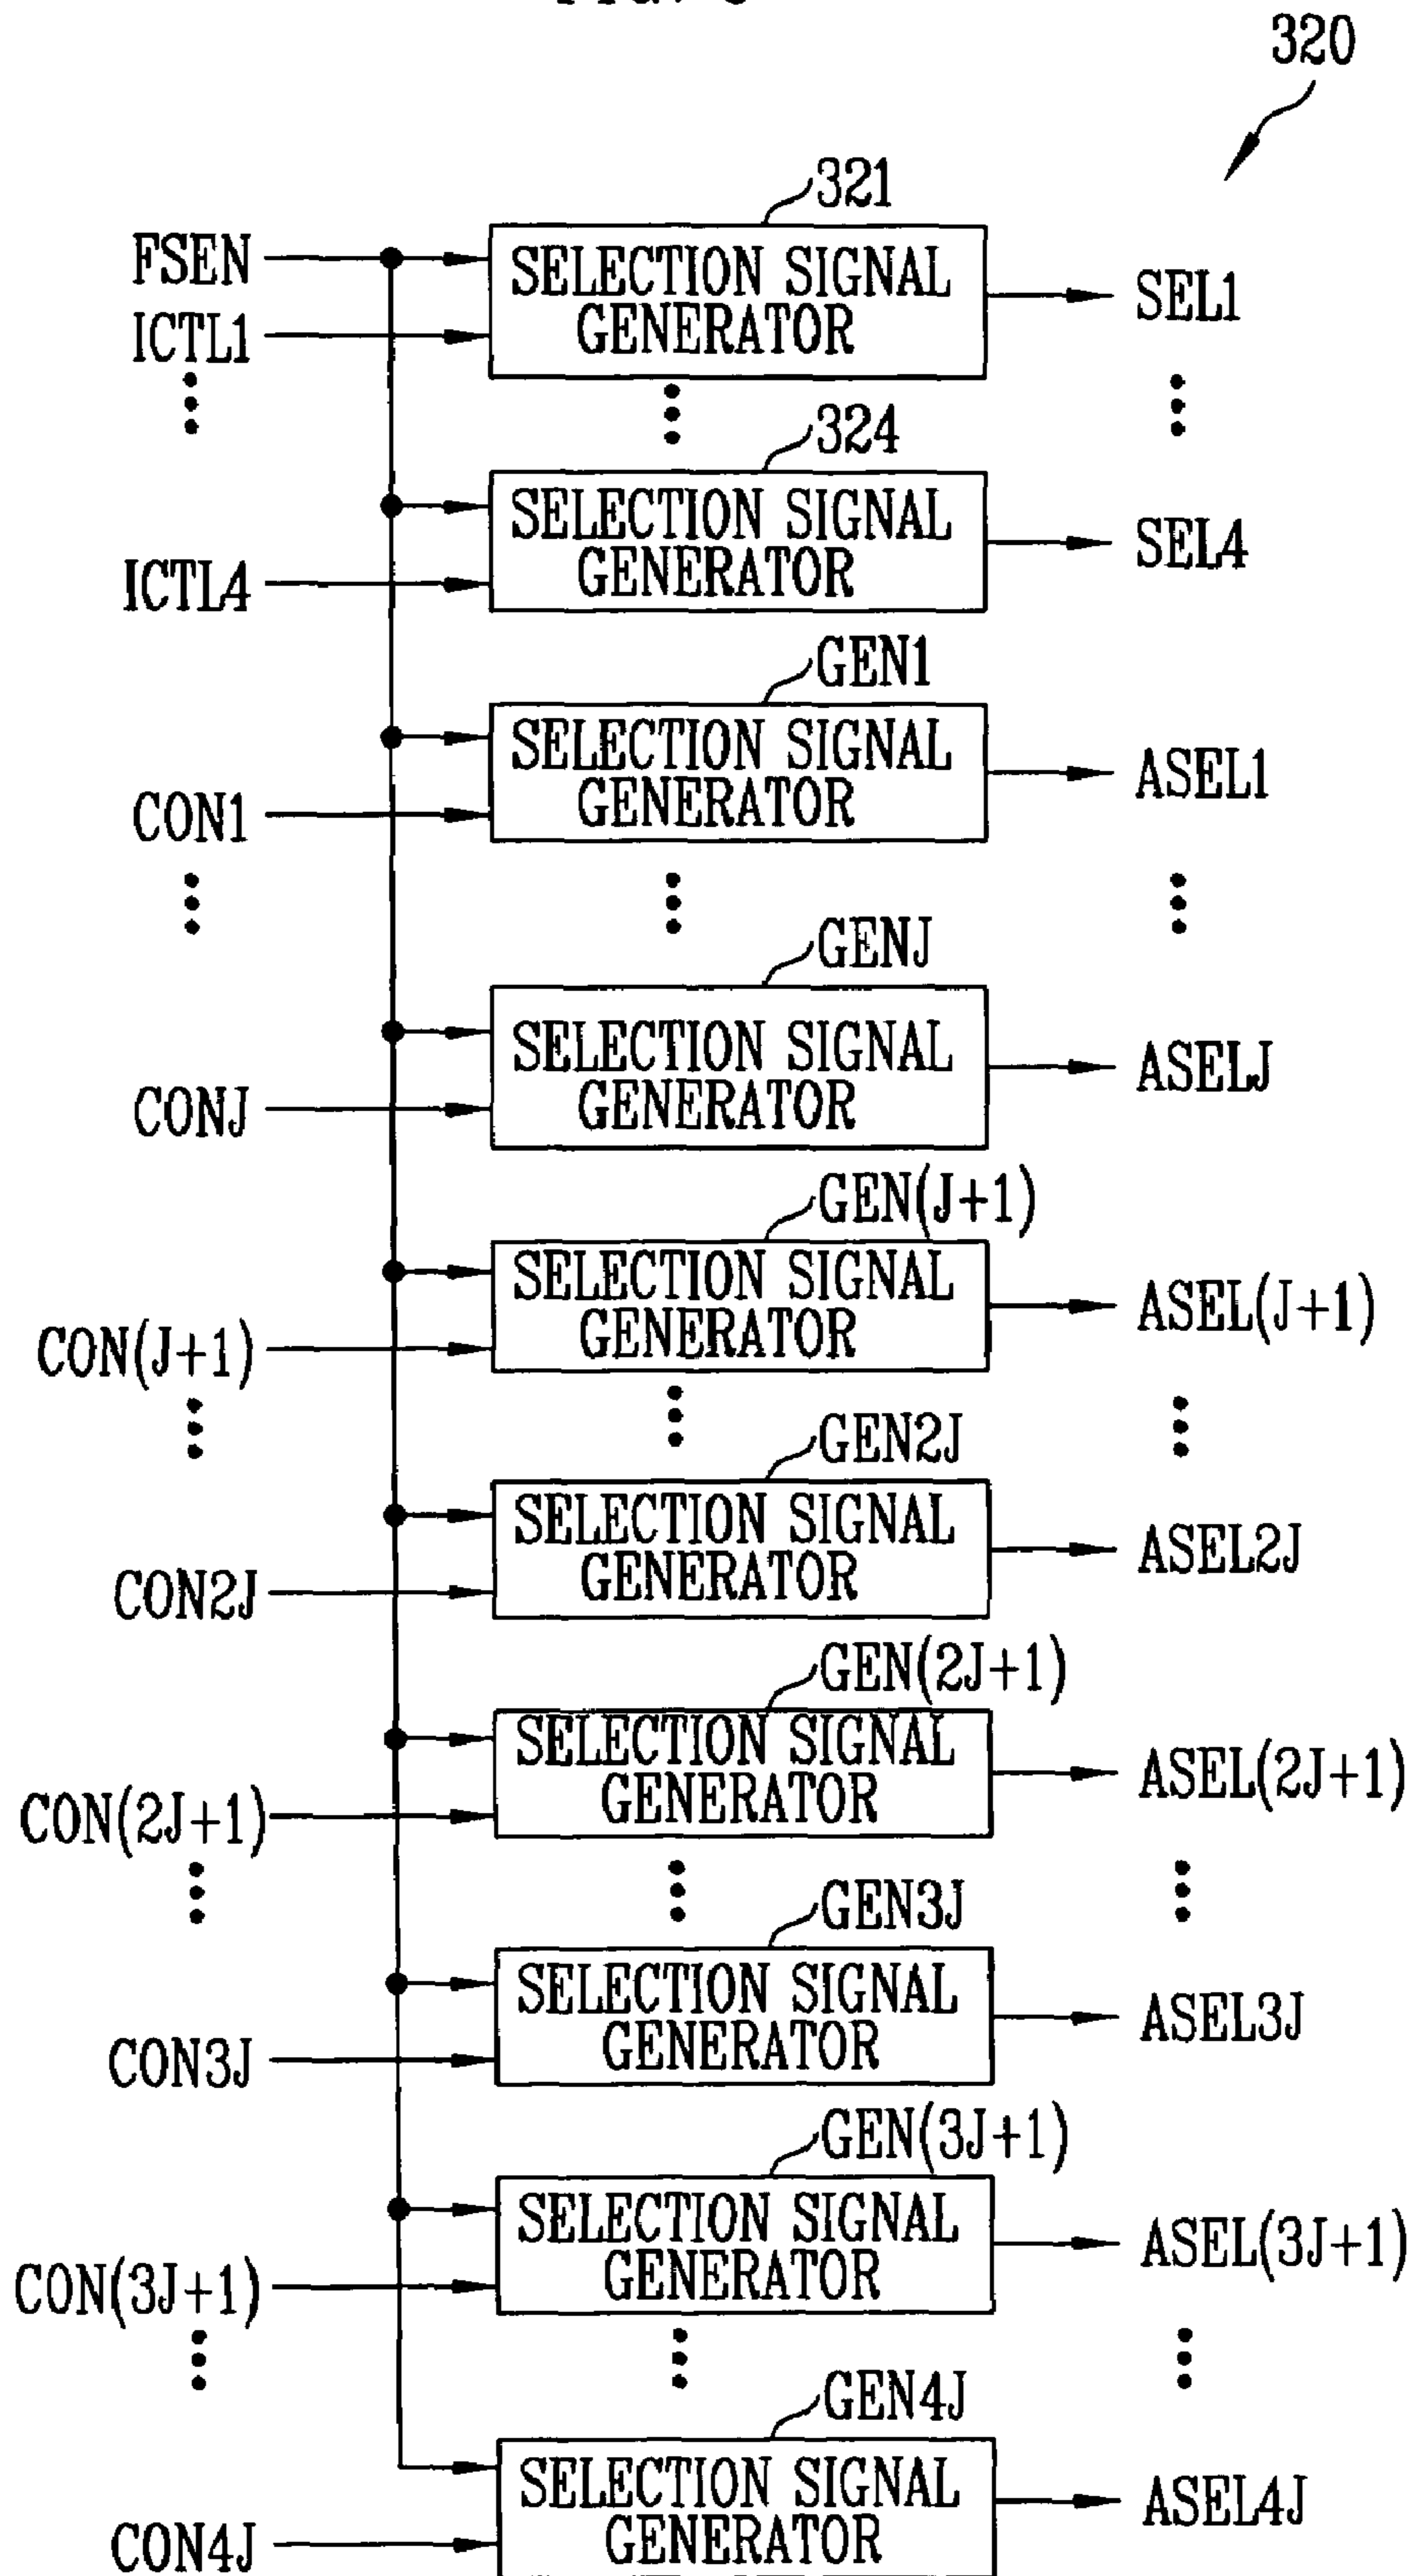 320
321
FSEN
SELECTION SIGNAL
GENERATOR
SEL1
ICTL1
324
SELECTION SIGNAL
GENERATOR
SEL4
ICTL4
GEN1
SELECTION SIGNAL
GENERATOR
ASEL1
CON1
GENJ
SELECTION SIGNAL
GENERATOR
ASELJ
CONJ
GEN(J+1)
SELECTION SIGNAL
GENERATOR
ASEL(J+1)
CON(J+1)
GEN2J
SELECTION SIGNAL
GENERATOR
ASEL2J
CON2J
GEN(2J+1)
SELECTION SIGNAL
GENERATOR
ASEL(2J+1)
CON(2J+1)
GEN3J
SELECTION SIGNAL
GENERATOR
ASEL3J
CON3J
GEN(3J+1)
SELECTION SIGNAL
GENERATOR
ASEL(3J+1)
CON(3J+1)
GEN4J
SELECTION SIGNAL
GENERATOR
ASEL4J
CON4J